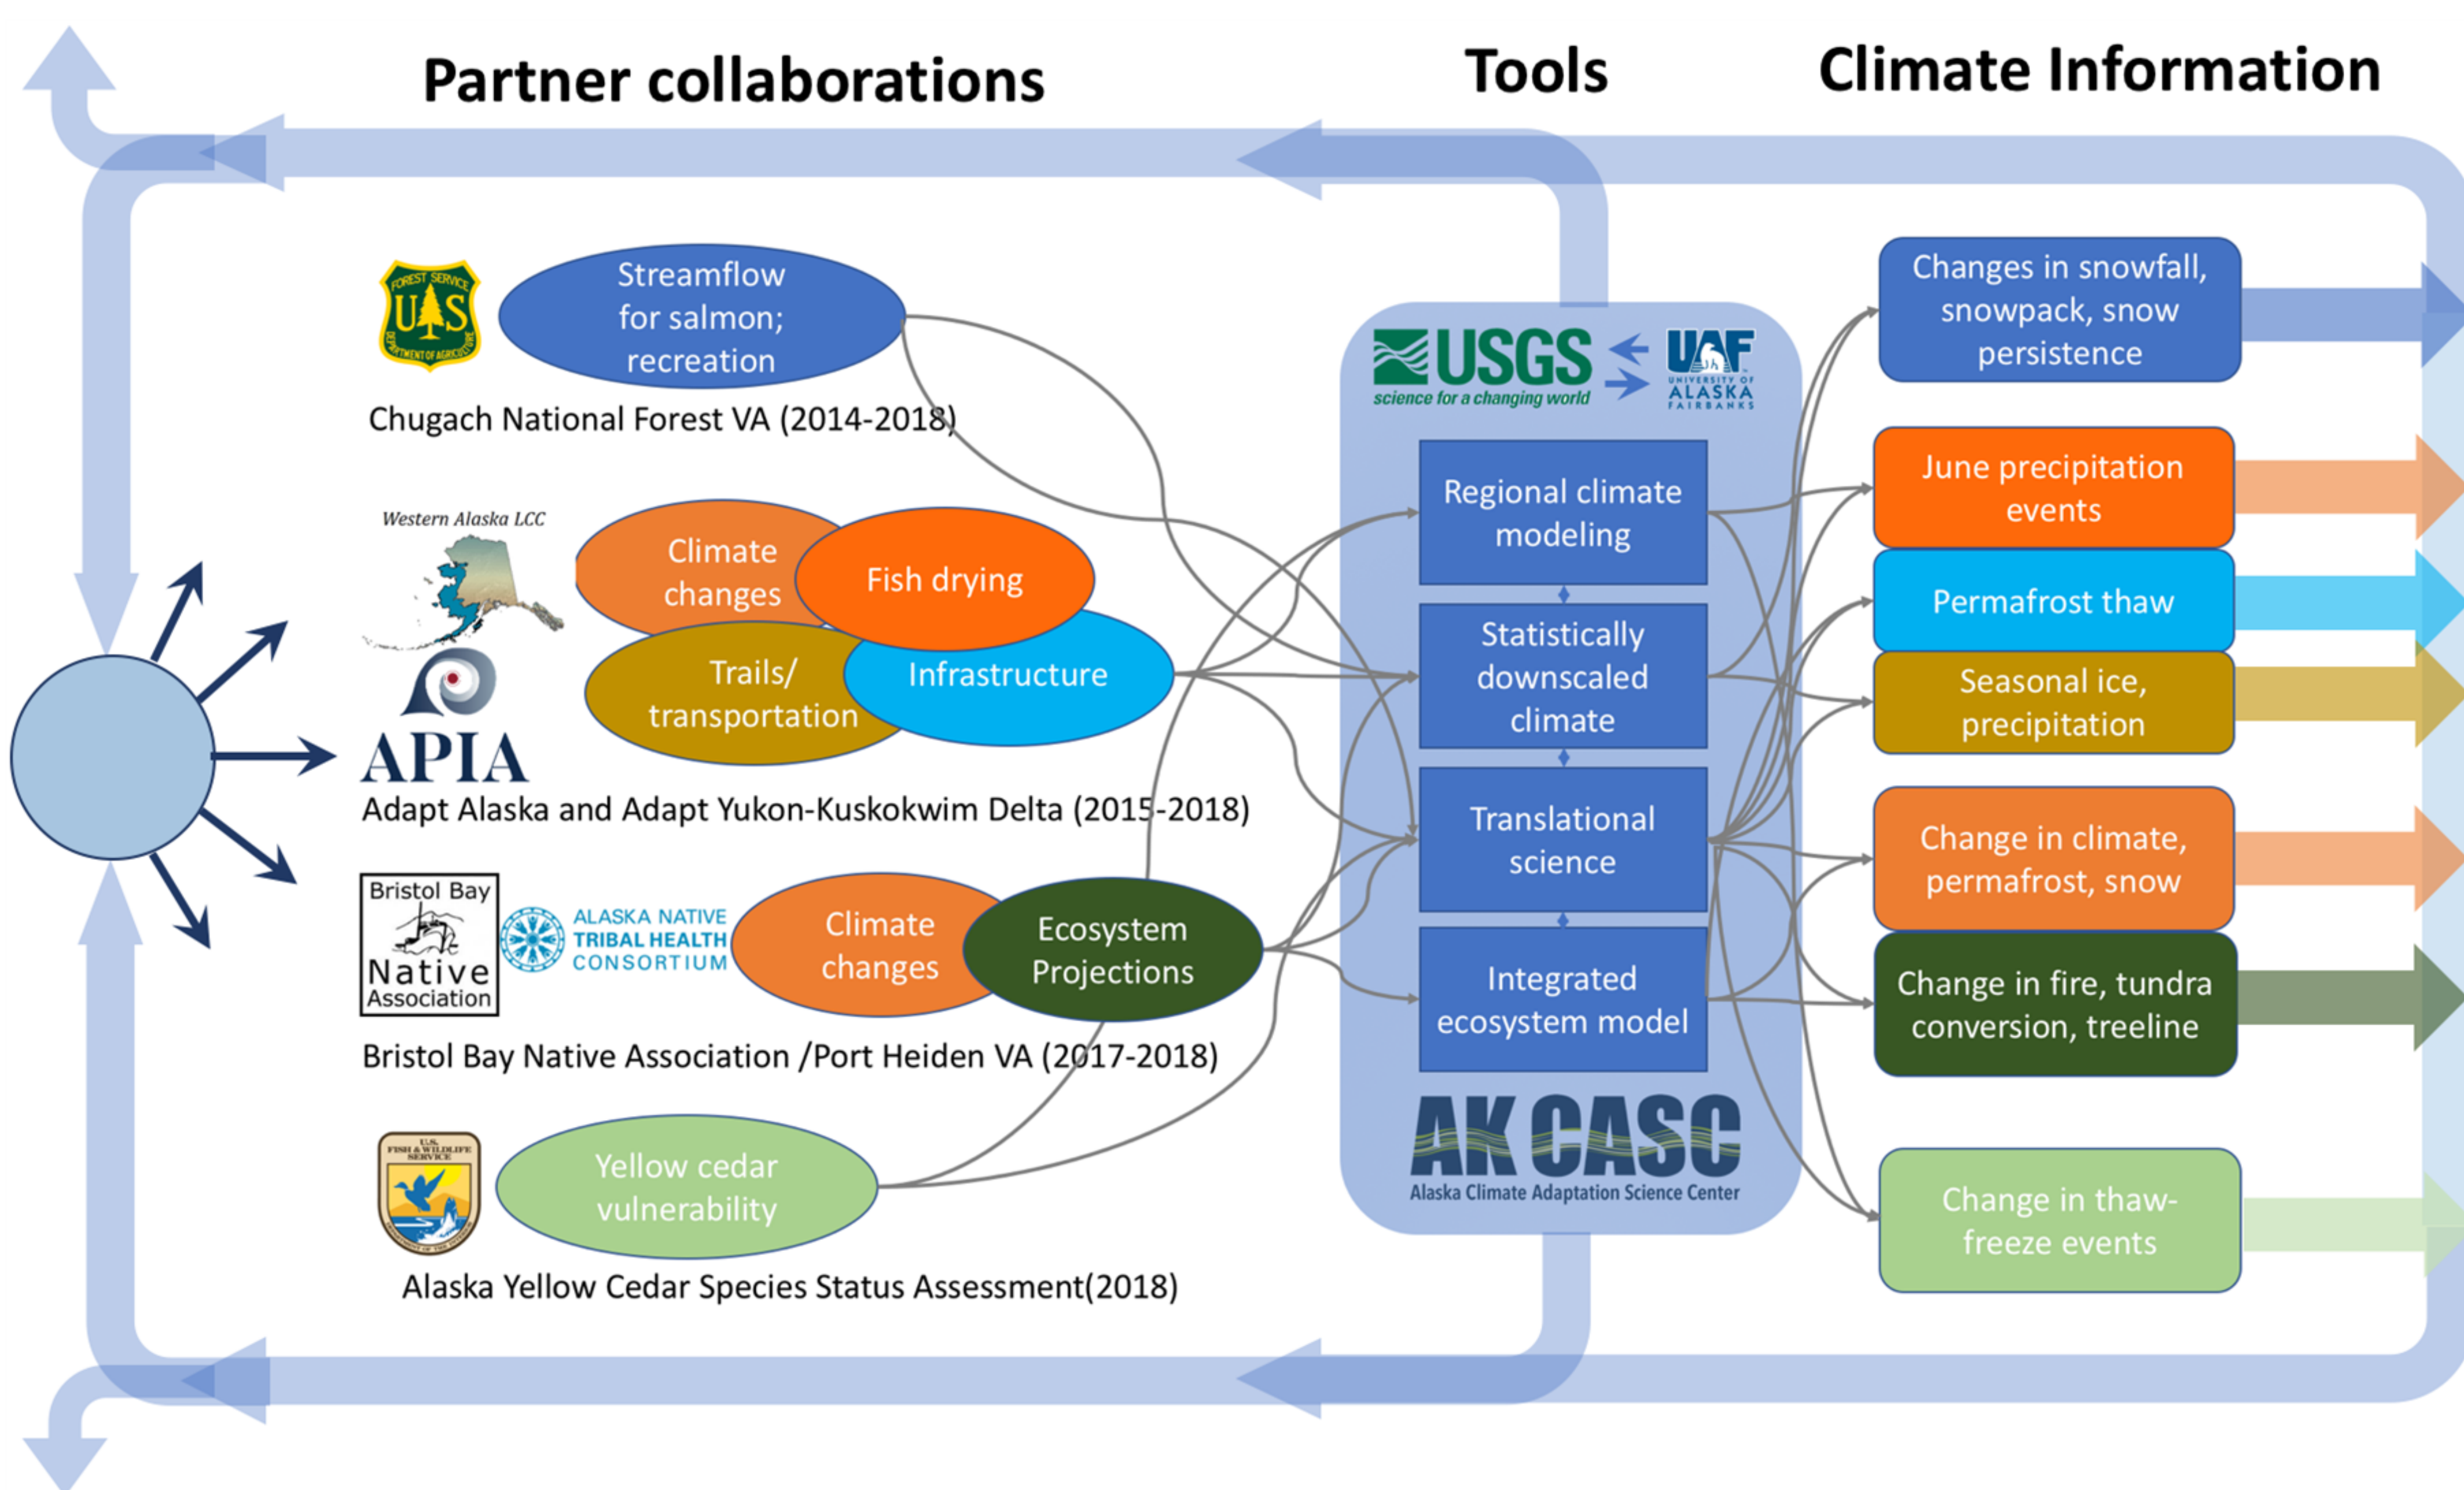 Partner collaborations
Tools
Climate Information
FOREST SERVICE
U S
DEPARTMENT OF AGRICULTURE
Streamflow
for salmon;
recreation
Chugach National Forest VA (2014-2018)
Western Alaska LCC
APIA
Climate
changes
Fish drying
Trails/
transportation
Infrastructure
Adapt Alaska and Adapt Yukon-Kuskokwim Delta (2015-2018)
Bristol Bay
Native
Association
ALASKA NATIVE
TRIBAL HEALTH
CONSORTIUM
Climate
changes
Ecosystem
Projections
Bristol Bay Native Association /Port Heiden VA (2017-2018)
U.S.
FISH & WILDLIFE
SERVICE
DEPARTMENT OF THE INTERIOR
Yellow cedar
vulnerability
Alaska Yellow Cedar Species Status Assessment(2018)
USGS
science for a changing world
UAF
UNIVERSITY OF
ALASKA
FAIRBANKS
Regional climate
modeling
Statistically
downscaled
climate
Translational
science
Integrated
ecosystem model
AK CASC
Alaska Climate Adaptation Science Center
Changes in snowfall,
snowpack, snow
persistence
June precipitation
events
Permafrost thaw
Seasonal ice,
precipitation
Change in climate,
permafrost, snow
Change in fire, tundra
conversion, treeline
Change in thaw-
freeze events